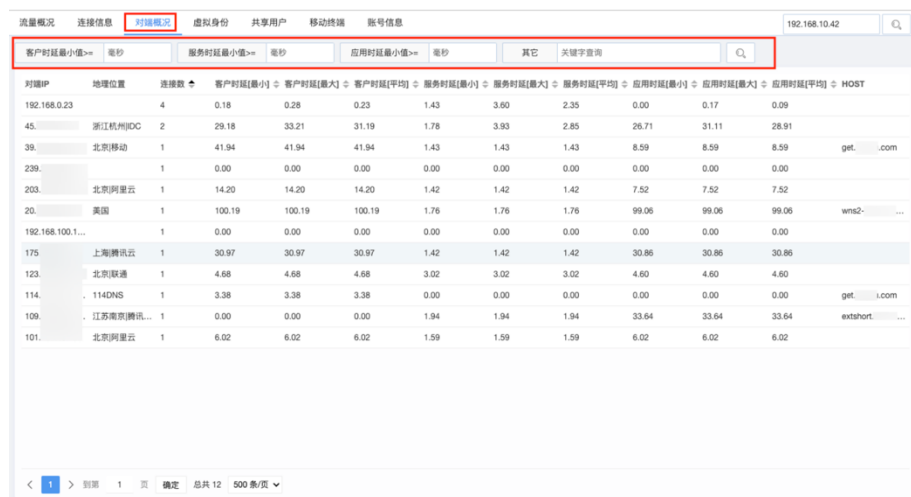 流量概况 连接信息 对端概况 虚拟身份 共享用户 移动终端 账号信息 192.168.10.42
客户时延最小值>= 毫秒 服务时延最小值>= 毫秒 应用时延最小值>= 毫秒 其它 关键字查询
对端IP 地理位置 连接数 客户时延[最小] 客户时延[最大] 客户时延[平均] 服务时延[最小] 服务时延[最大] 服务时延[平均] 应用时延[最小] 应用时延[最大] 应用时延[平均] HOST
192.168.0.23 4 0.18 0.28 0.23 1.43 3.60 2.35 0.00 0.17 0.09
45. 浙江杭州|IDC 2 29.18 33.21 31.19 1.78 3.93 2.85 26.71 31.11 28.91
39. 北京|移动 1 41.94 41.94 41.94 1.43 1.43 1.43 8.59 8.59 8.59 get. .com
239. 1 0.00 0.00 0.00 0.00 0.00 0.00 0.00 0.00 0.00
203. 北京|阿里云 1 14.20 14.20 14.20 1.42 1.42 1.42 7.52 7.52 7.52
20. 美国 1 100.19 100.19 100.19 1.76 1.76 1.76 99.06 99.06 99.06 wns2- ...
192.168.100.1... 1 0.00 0.00 0.00 0.00 0.00 0.00 0.00 0.00 0.00
175 上海|腾讯云 1 30.97 30.97 30.97 1.42 1.42 1.42 30.86 30.86 30.86
123. 北京|联通 1 4.68 4.68 4.68 3.02 3.02 3.02 4.60 4.60 4.60
114. . 114DNS 1 3.38 3.38 3.38 0.00 0.00 0.00 0.00 0.00 0.00 get. .com
109. . 江苏南京|腾讯... 1 0.00 0.00 0.00 1.94 1.94 1.94 33.64 33.64 33.64 extshort. ...
101. 北京|阿里云 1 6.02 6.02 6.02 1.59 1.59 1.59 6.02 6.02 6.02
< 1 > 到第 1 页 确定 总共 12 500 条/页